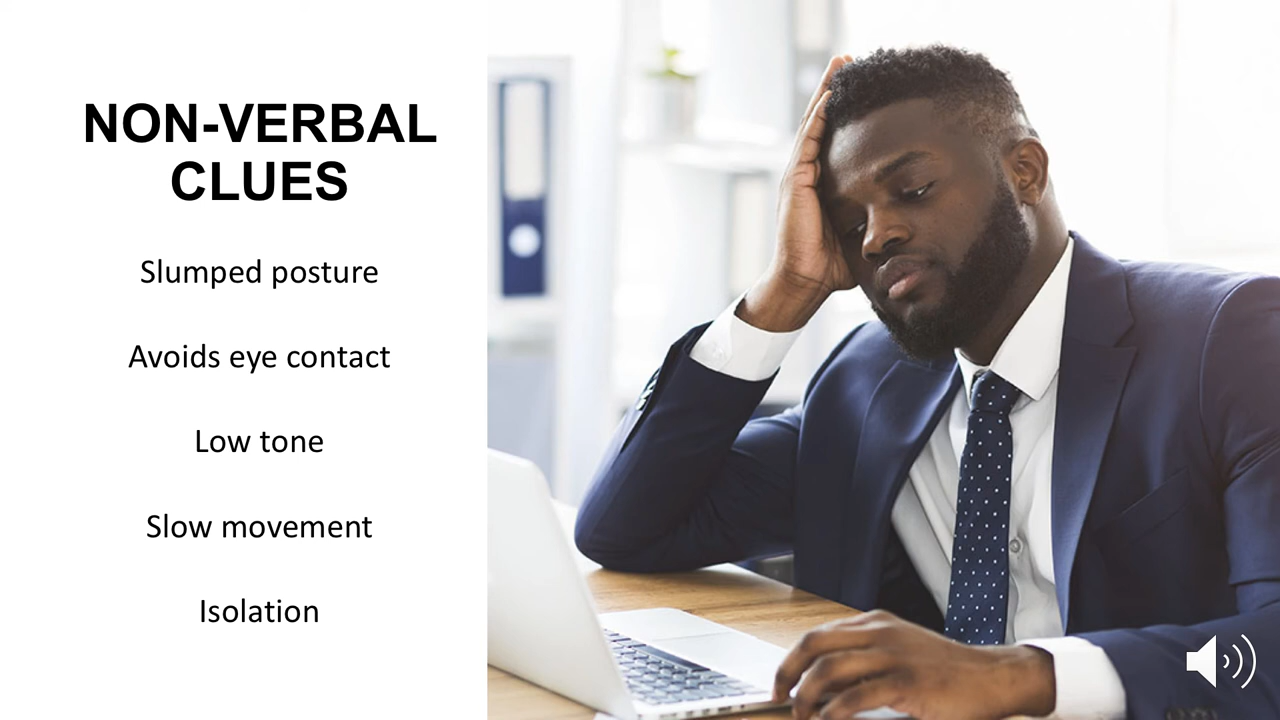 NON-VERBAL
CLUES
Slumped posture
Avoids eye contact
Low tone
Slow movement
Isolation